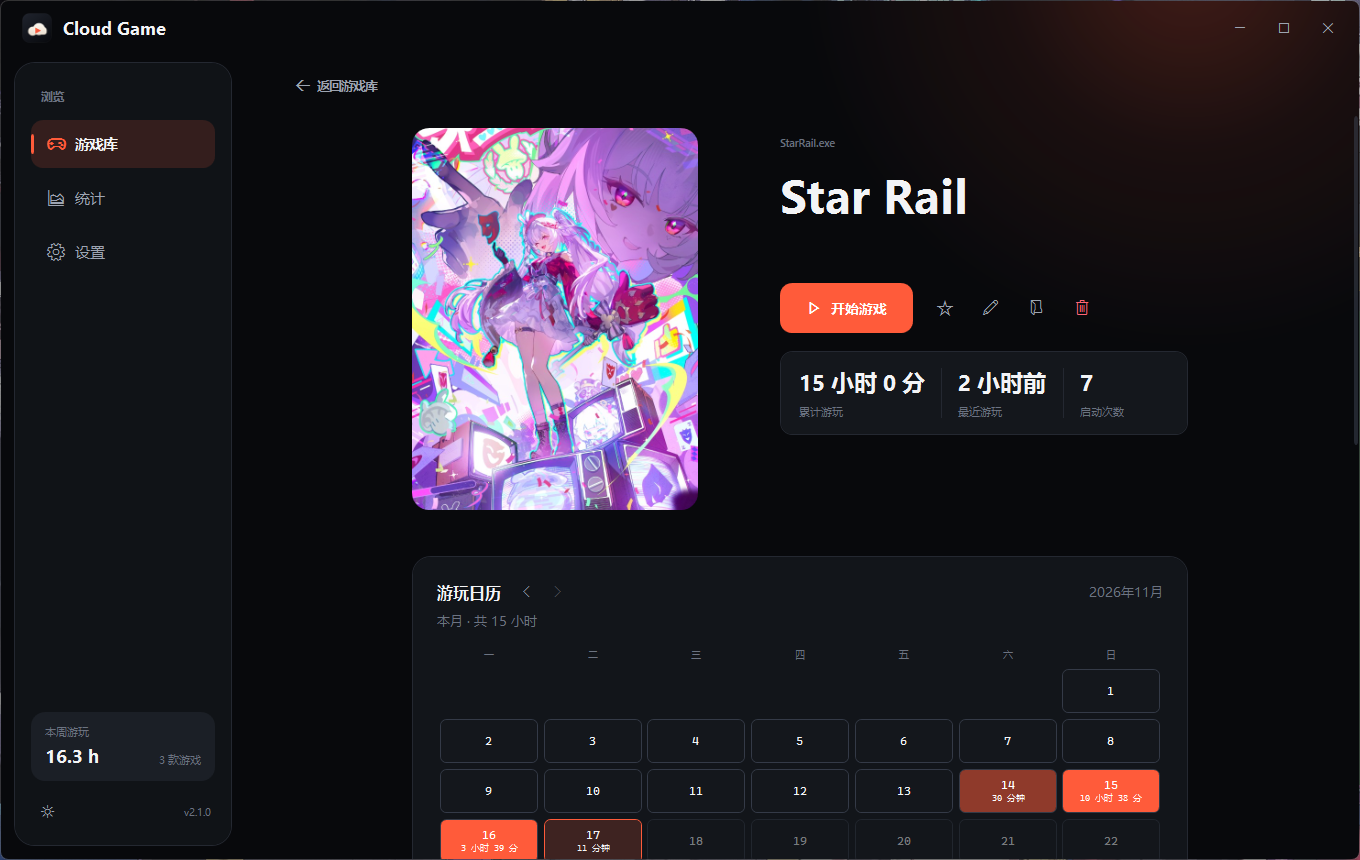 Cloud Game
浏览
游戏库
统计
设置
本周游玩
16.3 h
3 款游戏
v2.1.0
返回游戏库
StarRail.exe
Star Rail
开始游戏
15 小时 0 分
累计游玩
2 小时前
最近游玩
7
启动次数
游玩日历
2026年11月
本月 · 共 15 小时
一 二 三 四 五 六 日
1
2 3 4 5 6 7 8
9 10 11 12 13 14 15
30 分钟 10 小时 38 分
16 17 18 19 20 21 22
3 小时 39 分 11 分钟